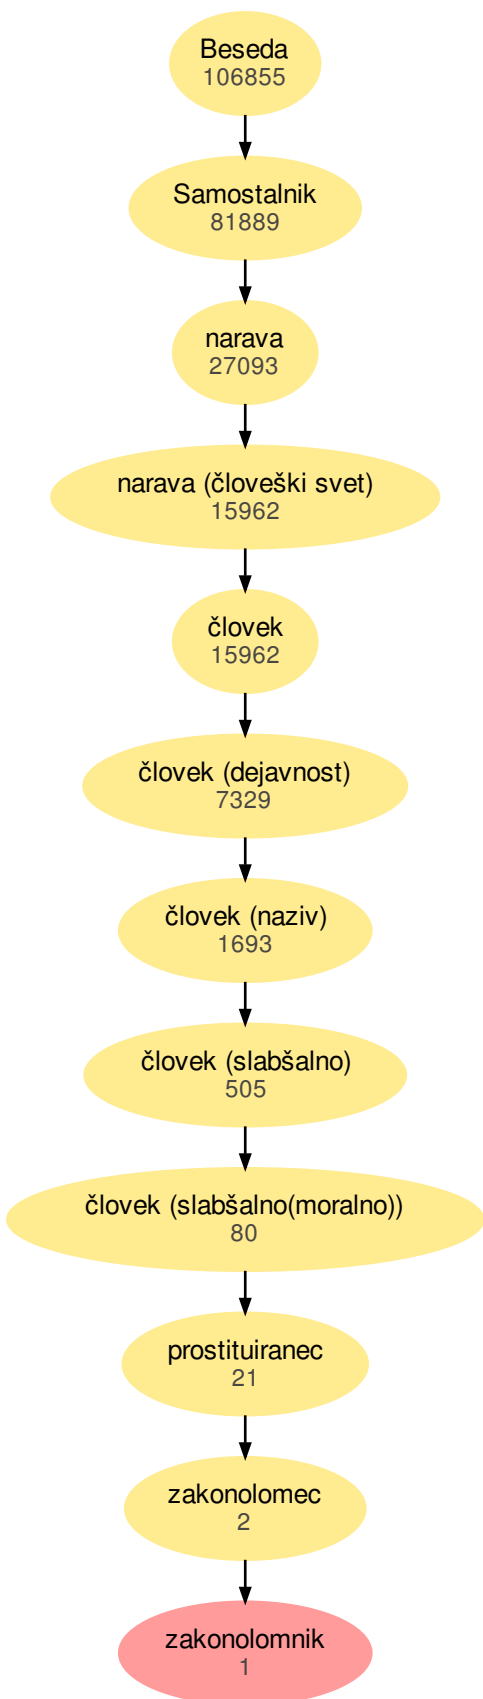 Beseda
106855
Samostalnik
81889
narava
27093
narava (človeški svet)
15962
človek
15962
človek (dejavnost)
7329
človek (naziv)
1693
človek (slabšalno)
505
človek (slabšalno(moralno))
80
prostituiranec
21
zakonolomec
2
zakonolomnik
1